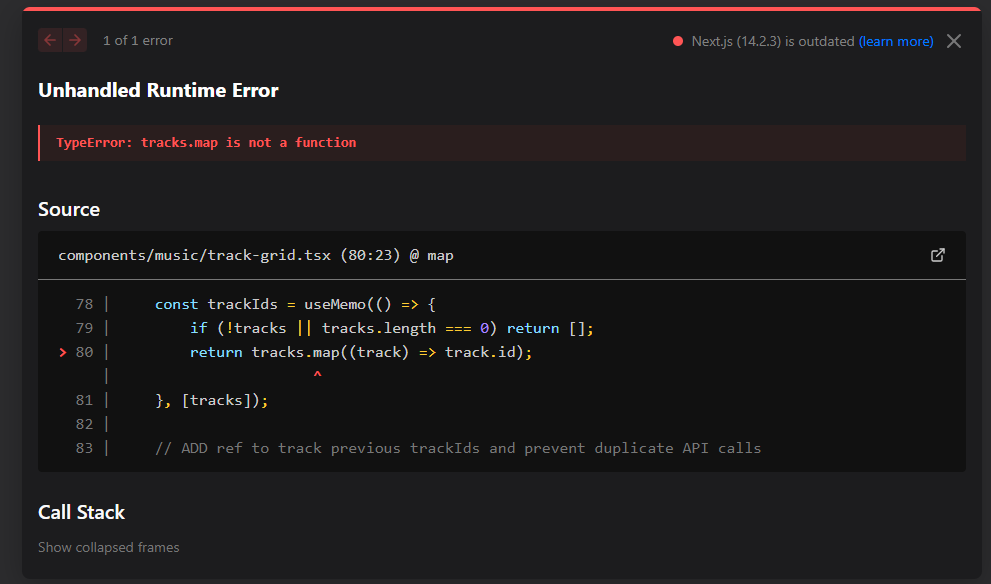 1 of 1 error
Next.js (14.2.3) is outdated (learn more)
Unhandled Runtime Error
TypeError: tracks.map is not a function
Source
components/music/track-grid.tsx (80:23) @ map
78 |     const trackIds = useMemo(() => {
79 |         if (!tracks || tracks.length === 0) return [];
> 80 |         return tracks.map((track) => track.id);
|                       ^
81 |     }, [tracks]);
82 |
83 |     // ADD ref to track previous trackIds and prevent duplicate API calls
Call Stack
Show collapsed frames